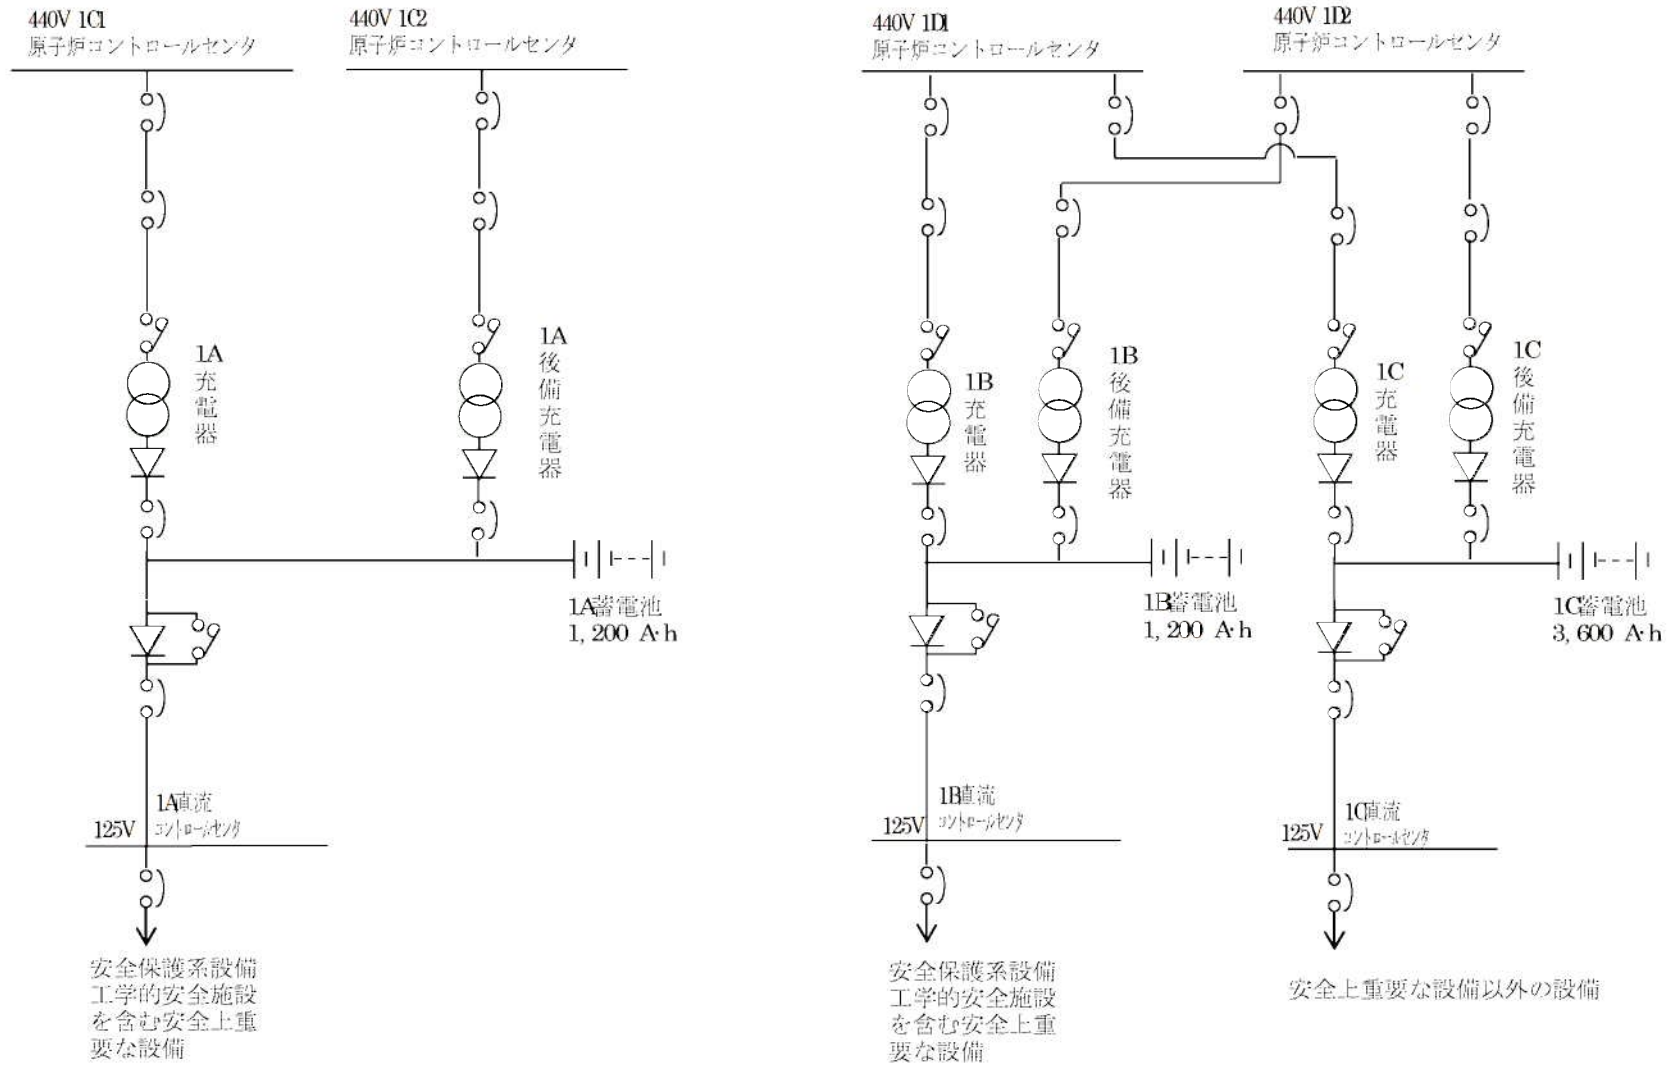 440V 1C1
原子炉コントロールセンタ
440V 1C2
原子炉コントロールセンタ
440V 1D1
原子炉コントロールセンタ
440V 1D2
原子炉コントロールセンタ
1A
充
電
器
1A
後
備
充
電
器
1B
充
電
器
1B
後
備
充
電
器
1C
充
電
器
1C
後
備
充
電
器
1A蓄電池
1,200 A·h
1B蓄電池
1,200 A·h
1C蓄電池
3,600 A·h
1A直流
125V コントロールセンタ
1B直流
125V コントロールセンタ
1C直流
125V コントロールセンタ
安全保護系設備
工学的安全施設
を含む安全上重
要な設備
安全保護系設備
工学的安全施設
を含む安全上重
要な設備
安全上重要な設備以外の設備